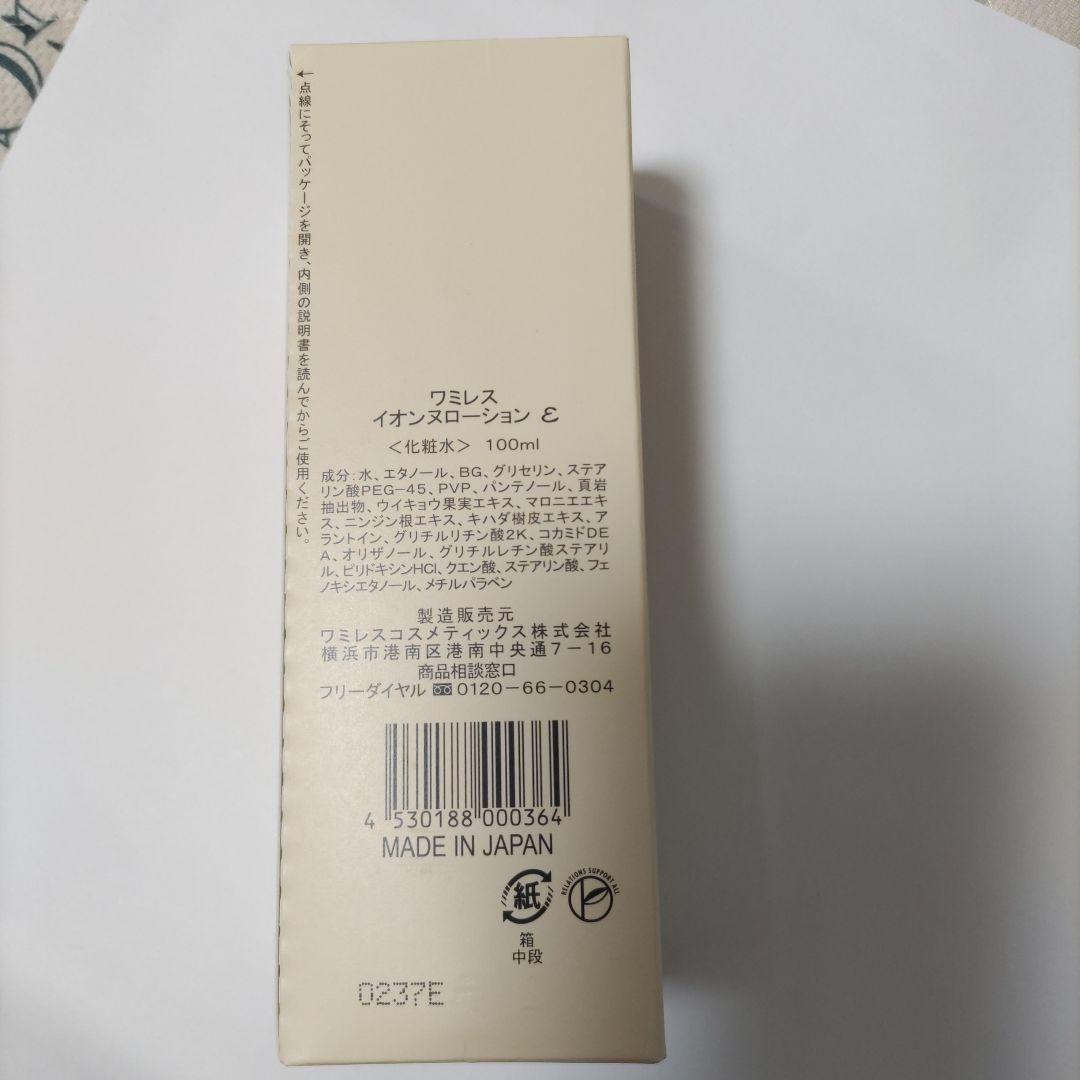 ←点線にそってパッケージを開き、内側の説明書を読んでからご使用ください。
ワミレス
イオンヌローション ε
＜化粧水＞ 100ml
成分：水、エタノール、BG、グリセリン、ステア
リン酸PEG-45、PVP、パンテノール、頁岩
抽出物、ウイキョウ果実エキス、マロニエエキ
ス、ニンジン根エキス、キハダ樹皮エキス、ア
ラントイン、グリチルリチン酸2K、コカミドDE
A、オリザノール、グリチルレチン酸ステアリ
ル、ピリドキシンHCl、クエン酸、ステアリン酸、フェ
ノキシエタノール、メチルパラベン
製造販売元
ワミレスコスメティックス株式会社
横浜市港南区港南中央通7-16
商品相談窓口
フリーダイヤル 0120-66-0304
4 530188 000364
MADE IN JAPAN
紙
RELATIONS SUPPORT ALL
箱
中段
0237E